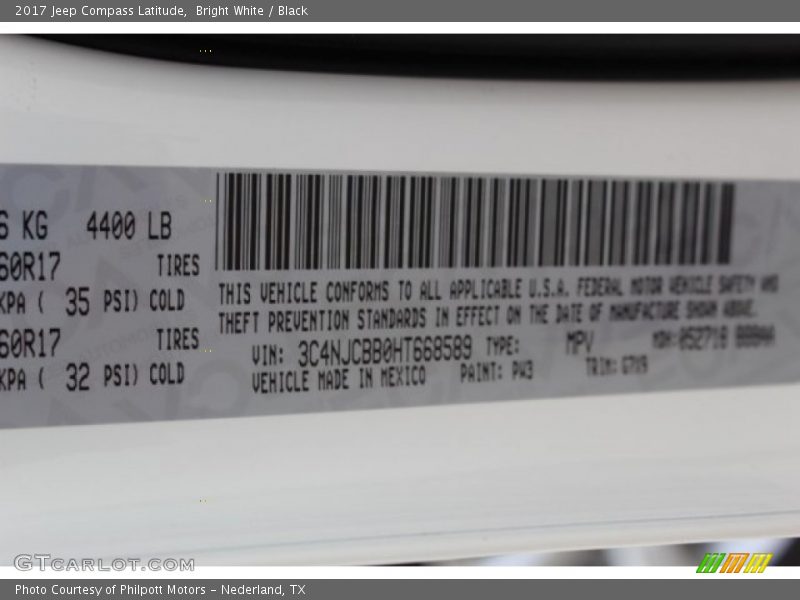 2017 Jeep Compass Latitude, Bright White / Black
6 KG 4400 LB
60R17 TIRES
KPA ( 35 PSI) COLD
60R17 TIRES
KPA ( 32 PSI) COLD
THIS VEHICLE CONFORMS TO ALL APPLICABLE U.S.A. FEDERAL MOTOR VEHICLE SAFETY AND
THEFT PREVENTION STANDARDS IN EFFECT ON THE DATE OF MANUFACTURE SHOWN ABOVE.
VIN: 3C4NJCBB0HT668589 TYPE: MPV MDH:052718
VEHICLE MADE IN MEXICO PAINT: PW3 TRIM:
GTCARLOT.COM
Photo Courtesy of Philpott Motors - Nederland, TX